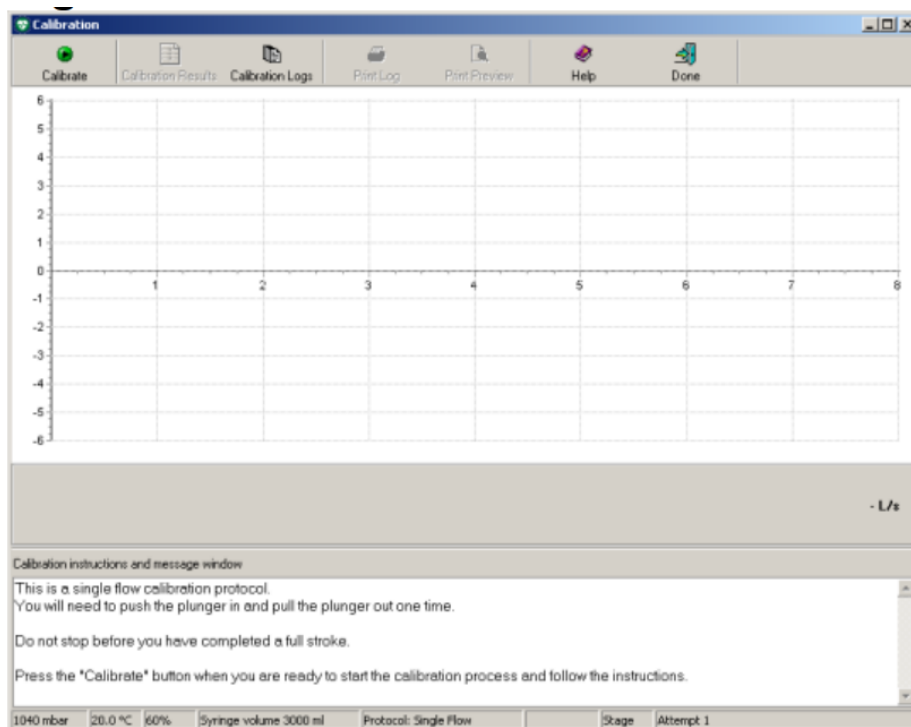 Calibration
Calibrate Calibration Results Calibration Logs Print Log Print Preview Help Done
6
5
4
3
2
1
0
1 2 3 4 5 6 7 8
-1
-2
-3
-4
-5
-6
- L/s
Calibration instructions and message window
This is a single flow calibration protocol.
You will need to push the plunger in and pull the plunger out one time.
Do not stop before you have completed a full stroke.
Press the "Calibrate" button when you are ready to start the calibration process and follow the instructions.
1040 mbar 20.0 ºC 60% Syringe volume 3000 ml Protocol: Single Flow Stage Attempt 1